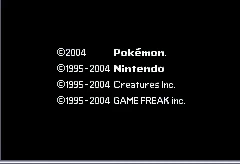 ©2004 Pokémon.
©1995-2004 Nintendo
©1995-2004 Creatures Inc.
©1995-2004 GAME FREAK inc.